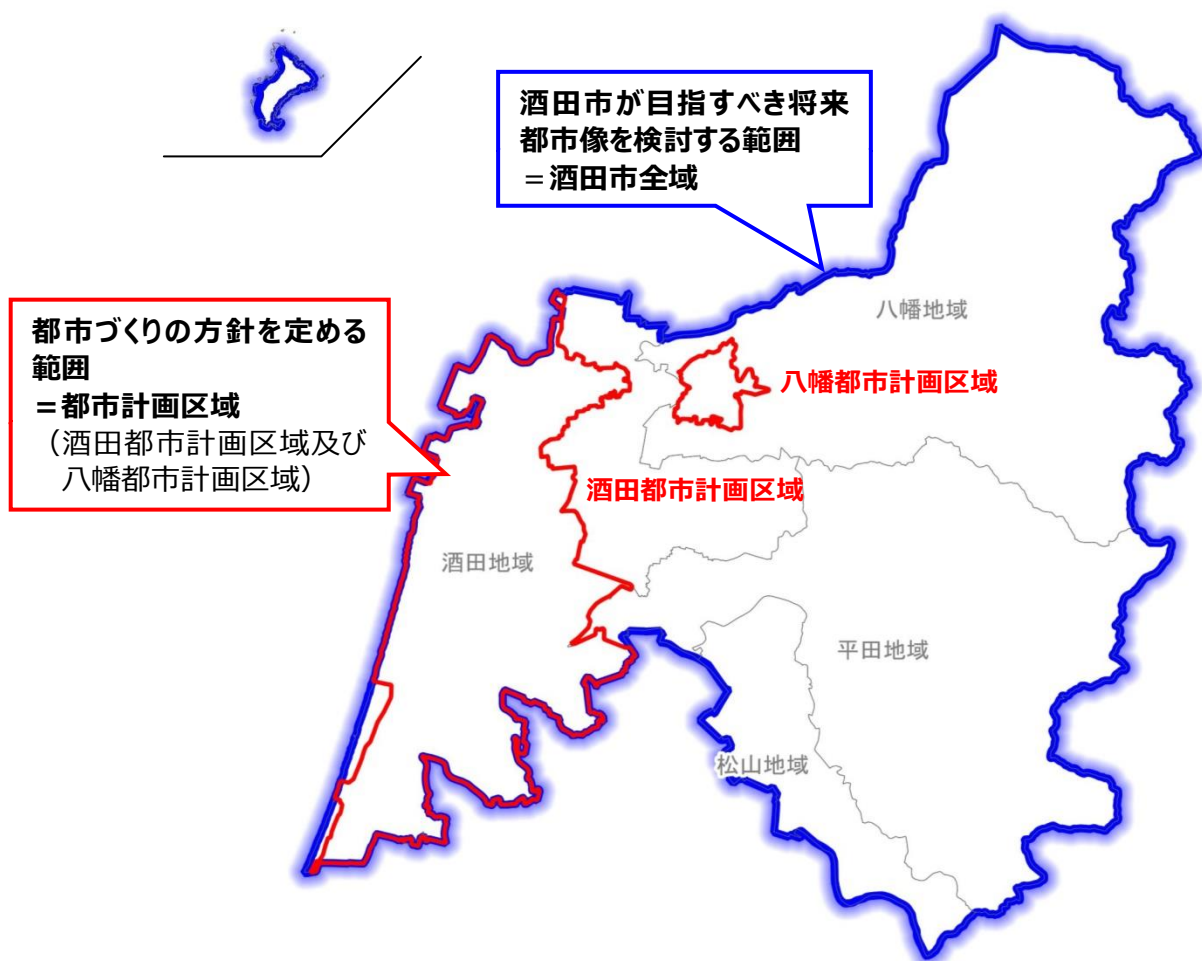 酒田市が目指すべき将来
都市像を検討する範囲
＝酒田市全域
都市づくりの方針を定める
範囲
＝都市計画区域
（酒田都市計画区域及び
八幡都市計画区域）
八幡地域
八幡都市計画区域
酒田都市計画区域
酒田地域
平田地域
松山地域